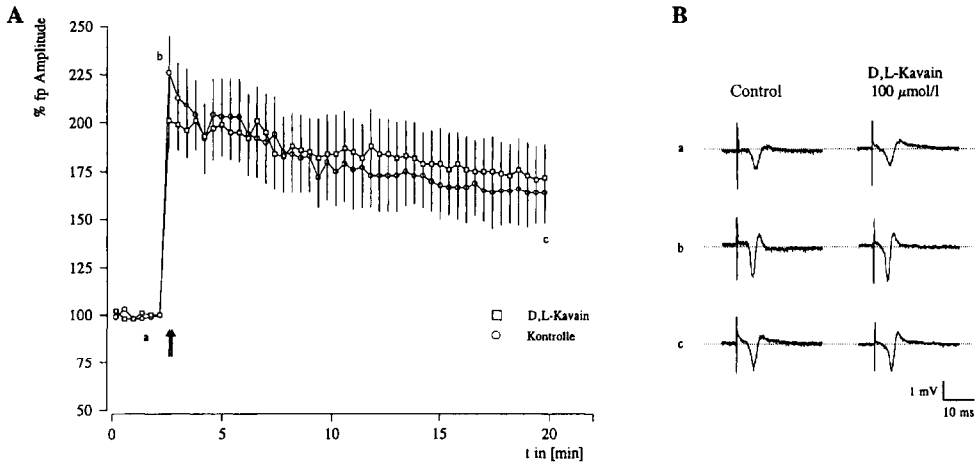 A
% fp Amplitude
250
225
200
175
150
125
100
75
50
b
a
c
D,L-Kavain
Kontrolle
0
5
10
15
20
t in [min]
B
Control
D,L-Kavain
100 µmol/l
a
b
c
1 mV
10 ms